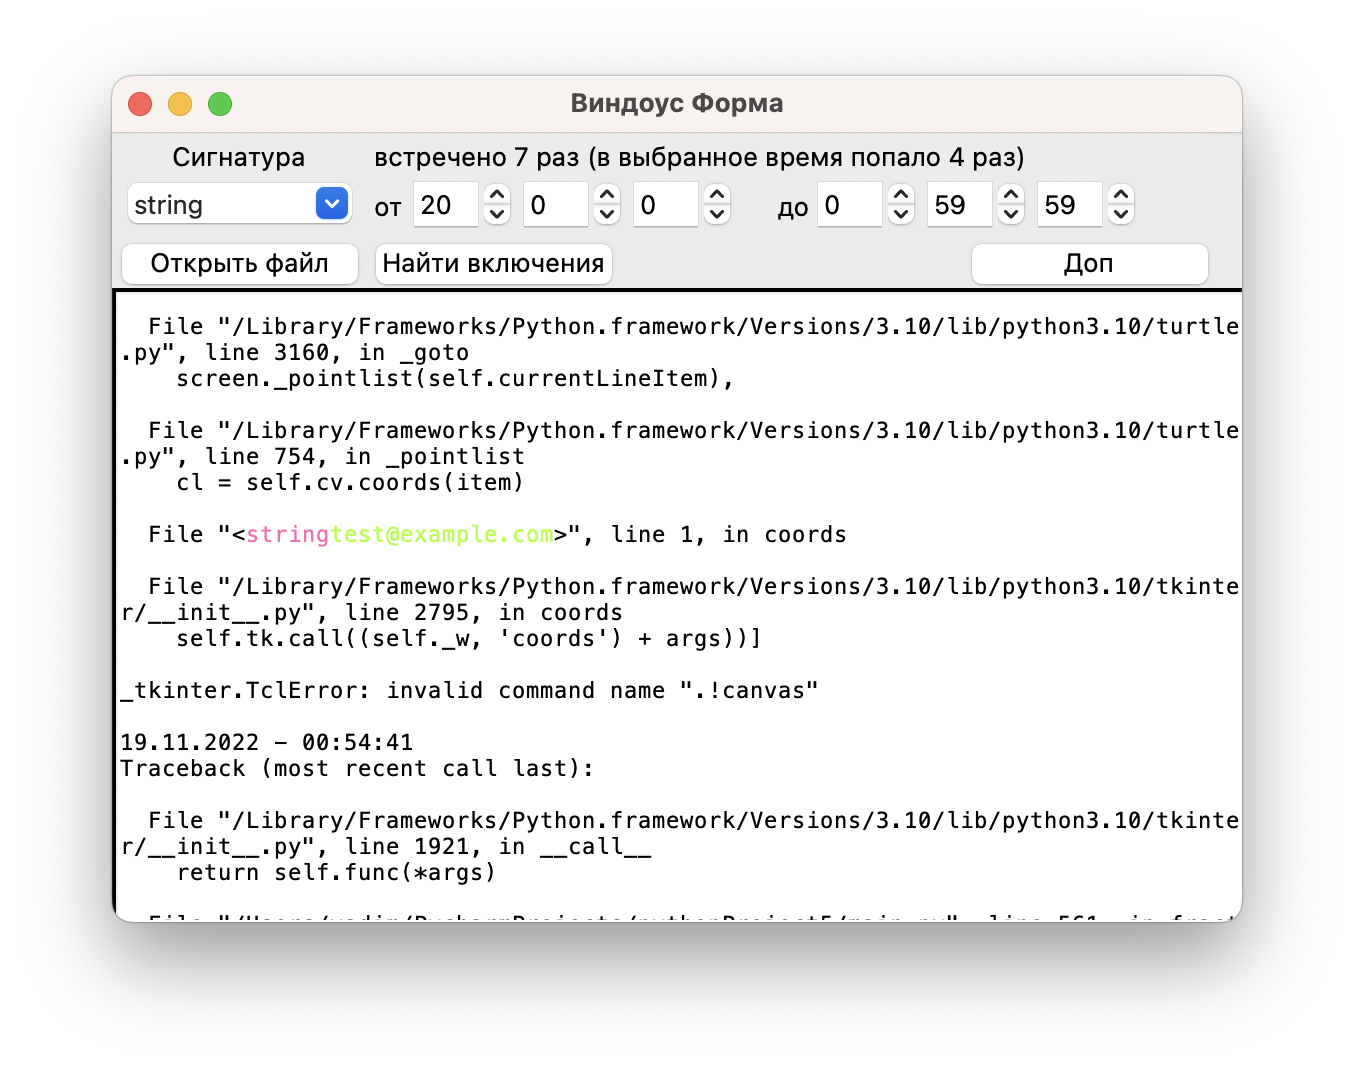 Виндоус Форма
Сигнатура
встречено 7 раз (в выбранное время попало 4 раз)
string
от 20 0 0 до 0 59 59
Открыть файл
Найти включения
Доп
File "/Library/Frameworks/Python.framework/Versions/3.10/lib/python3.10/turtle
.py", line 3160, in _goto
screen._pointlist(self.currentLineItem),
File "/Library/Frameworks/Python.framework/Versions/3.10/lib/python3.10/turtle
.py", line 754, in _pointlist
cl = self.cv.coords(item)
File "<stringtest@example.com>", line 1, in coords
File "/Library/Frameworks/Python.framework/Versions/3.10/lib/python3.10/tkinte
r/__init__.py", line 2795, in coords
self.tk.call((self._w, 'coords') + args))]
_tkinter.TclError: invalid command name ".!canvas"
19.11.2022 – 00:54:41
Traceback (most recent call last):
File "/Library/Frameworks/Python.framework/Versions/3.10/lib/python3.10/tkinte
r/__init__.py", line 1921, in __call__
return self.func(*args)